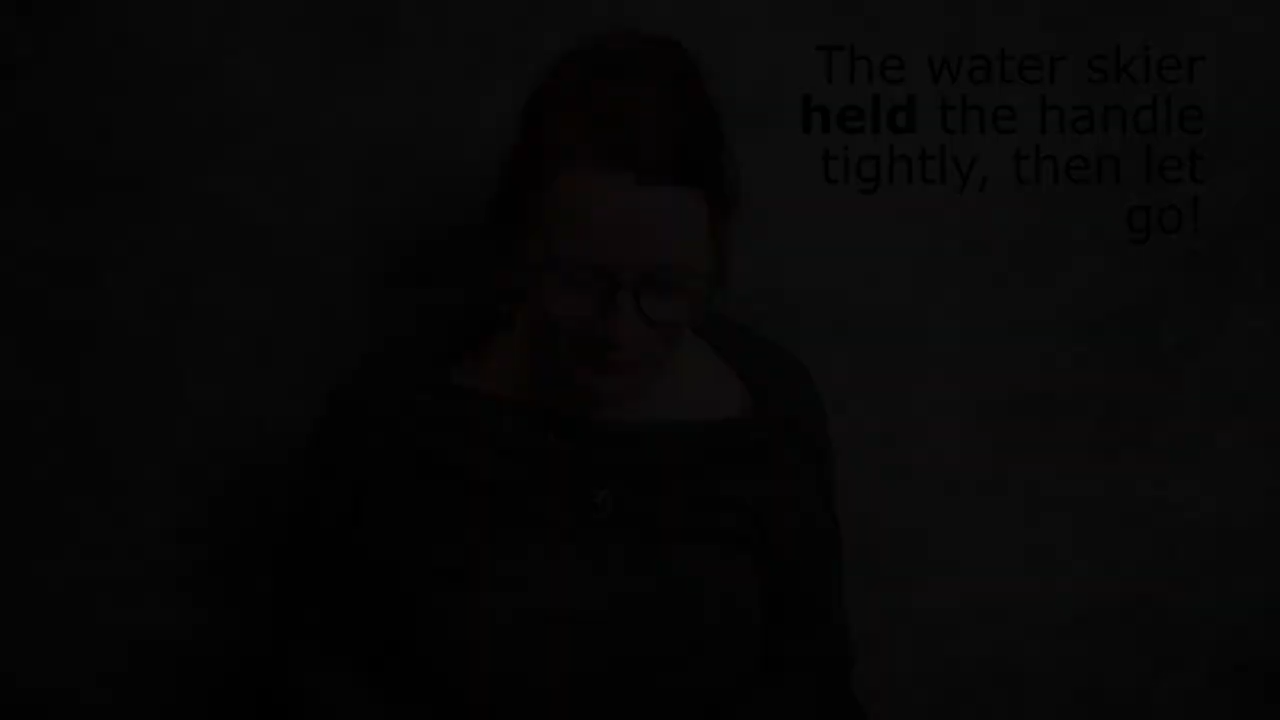 The water skier
held the handle
tightly, then let
go!